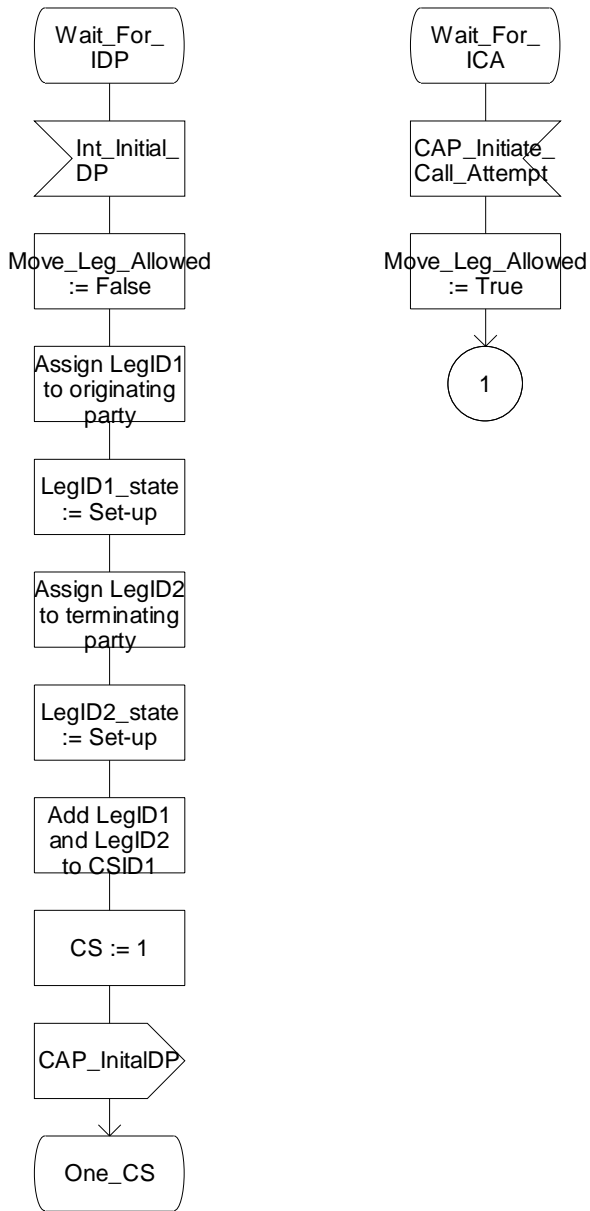 Wait_For_
IDP
Int_Initial_
DP
Move_Leg_Allowed
:= False
Assign LegID1
to originating
party
LegID1_state
:= Set-up
Assign LegID2
to terminating
party
LegID2_state
:= Set-up
Add LegID1
and LegID2
to CSID1
CS := 1
CAP_InitalDP
One_CS
Wait_For_
ICA
CAP_Initiate_
Call_Attempt
Move_Leg_Allowed
:= True
1